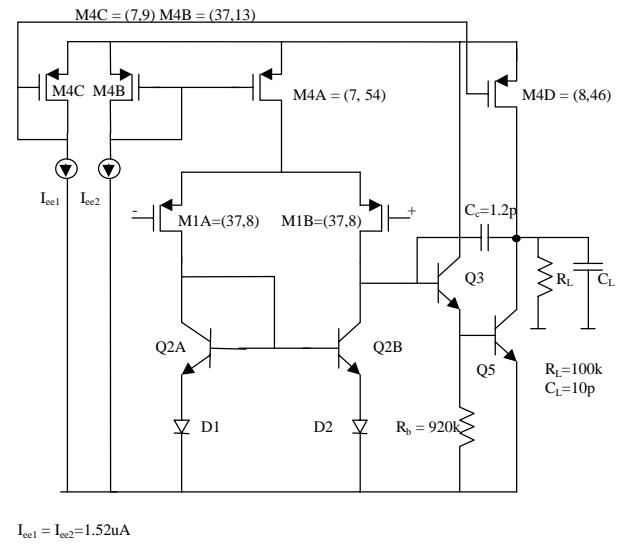 M4C = (7,9) M4B = (37,13)
M4C
M4B
M4A = (7, 54)
M4D = (8,46)
I_ee1
I_ee2
-
M1A=(37,8)
M1B=(37,8)
+
C_c=1.2p
Q3
R_L
C_L
Q2A
Q2B
Q5
R_L=100k
C_L=10p
D1
D2
R_b = 920k
I_ee1 = I_ee2=1.52uA